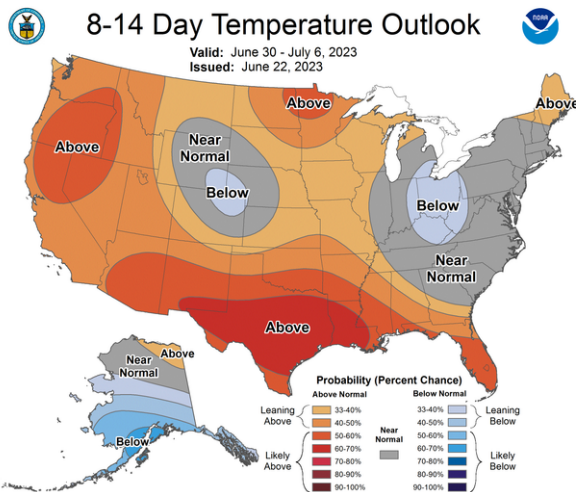 8-14 Day Temperature Outlook
Valid: June 30 - July 6, 2023
Issued: June 22, 2023
NOAA
Above
Above
Above
Near
Normal
Below
Below
Near
Normal
Above
Above
Near
Normal
Below
Probability (Percent Chance)
Above Normal
Below Normal
Leaning
Above
33-40%
40-50%
Likely
Above
50-60%
60-70%
70-80%
80-90%
90-100%
Near
Normal
33-40%
40-50%
Leaning
Below
50-60%
60-70%
70-80%
80-90%
90-100%
Likely
Below